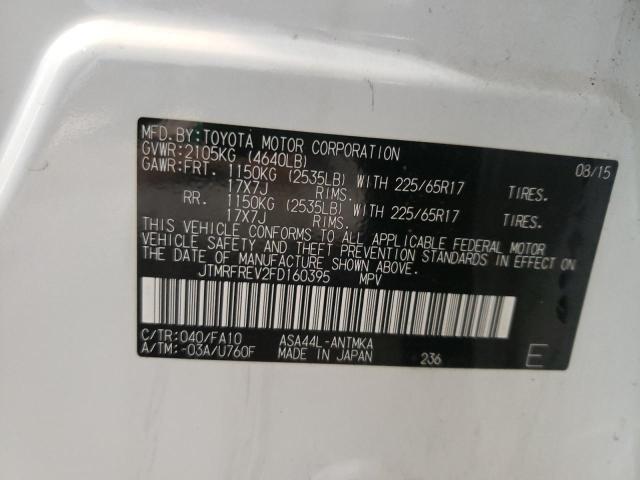 MFD.BY:TOYOTA MOTOR CORPORATION 08/15
GVWR:2105KG (4640LB)
GAWR:FRT. 1150KG (2535LB) WITH 225/65R17 TIRES.
17X7J RIMS.
RR. 1150KG (2535LB) WITH 225/65R17 TIRES.
17X7J RIMS.
THIS VEHICLE CONFORMS TO ALL APPLICABLE FEDERAL MOTOR
VEHICLE SAFETY AND THEFT PREVENTION STANDARDS IN EFFECT ON
THE DATE OF MANUFACTURE SHOWN ABOVE.
JTMRFREV2FD160395 MPV
C/TR:040/FA10 ASA44L-ANTMKA
A/TM:-03A/U760F MADE IN JAPAN 236 E